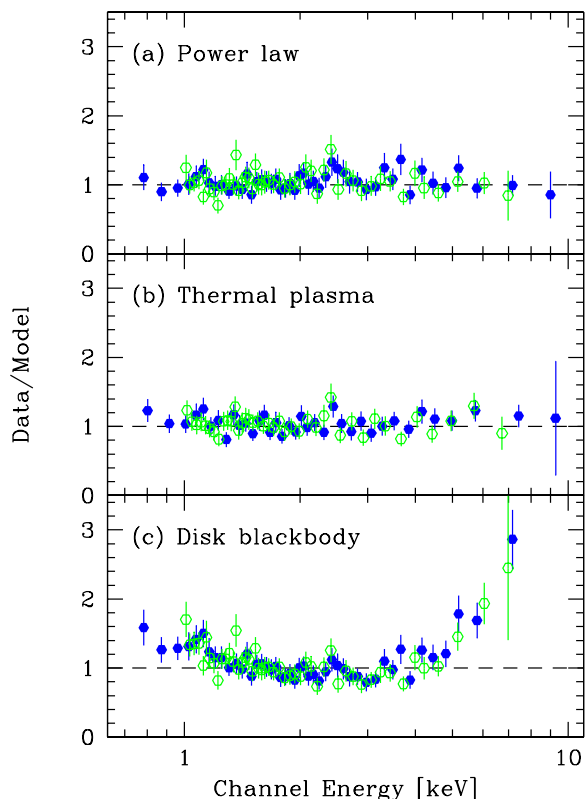 (a) Power law
3
2
1
0
(b) Thermal plasma
3
2
1
0
(c) Disk blackbody
3
2
1
0
Data/Model
1
10
Channel Energy [keV]